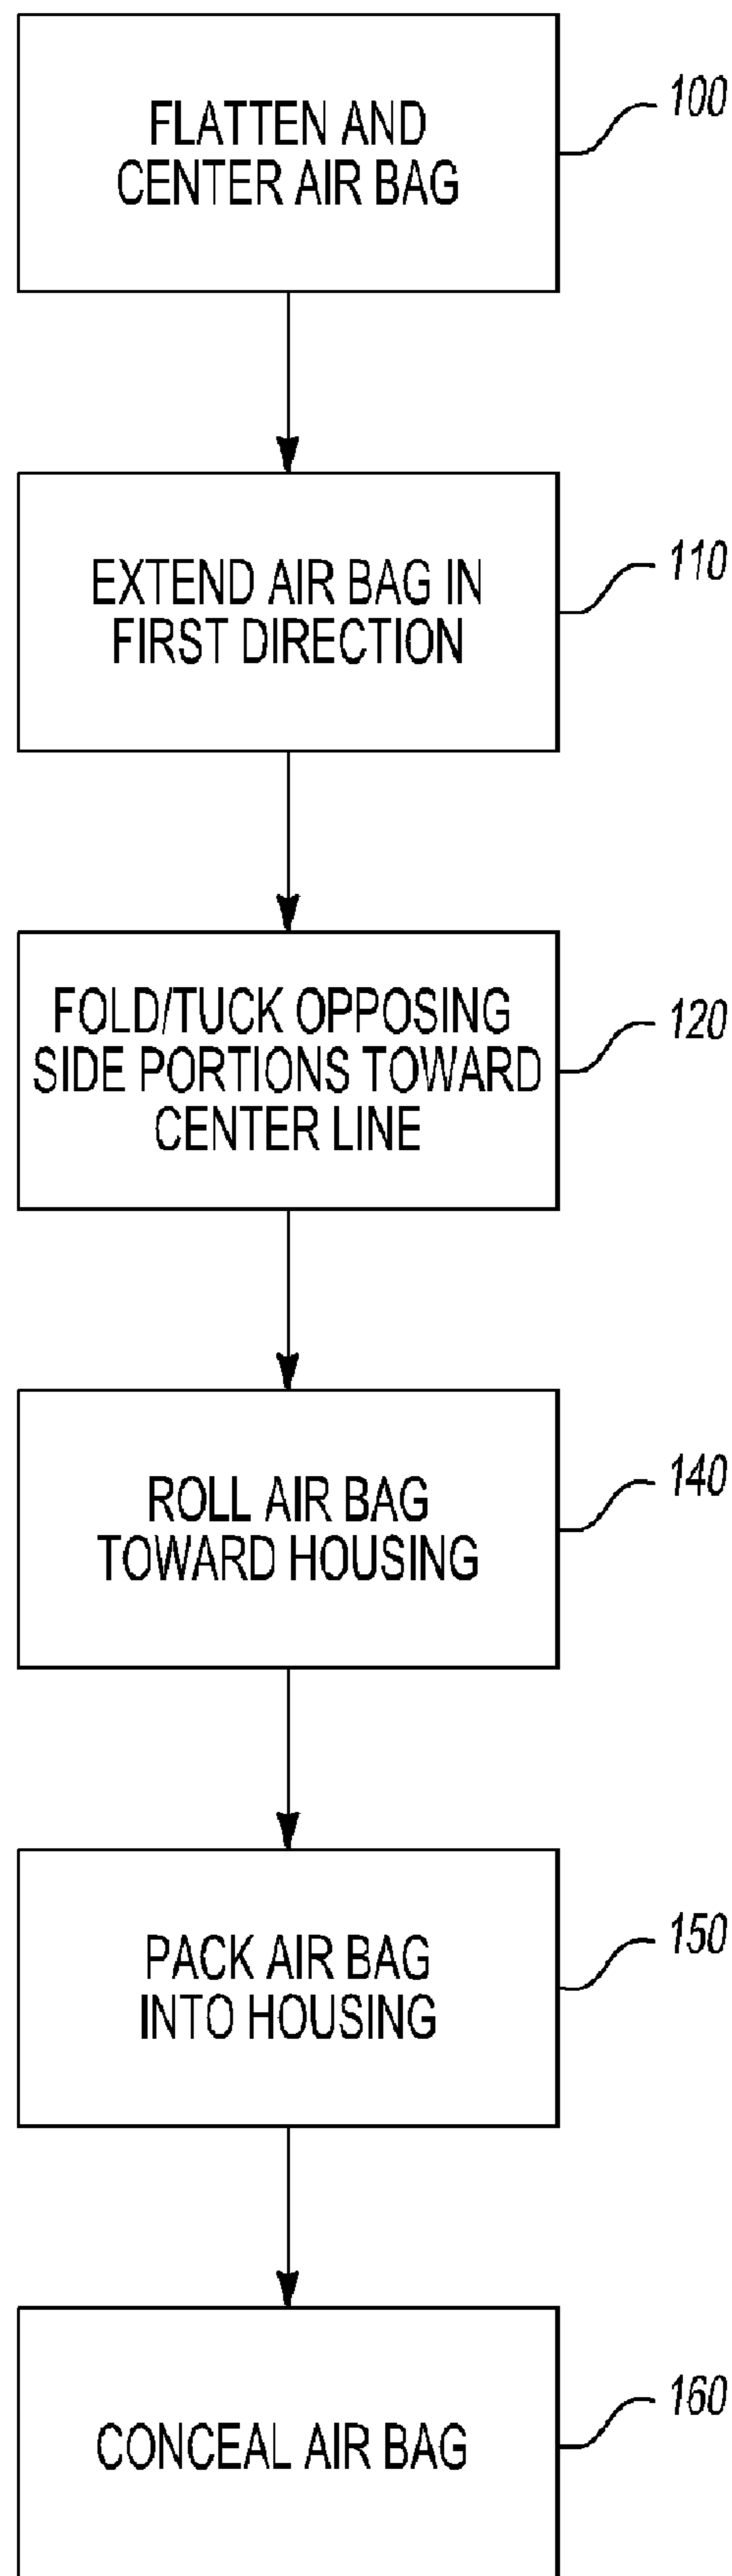 FLATTEN AND
CENTER AIR BAG
100
EXTEND AIR BAG IN
FIRST DIRECTION
110
FOLD/TUCK OPPOSING
SIDE PORTIONS TOWARD
CENTER LINE
120
ROLL AIR BAG
TOWARD HOUSING
140
PACK AIR BAG
INTO HOUSING
150
CONCEAL AIR BAG
160